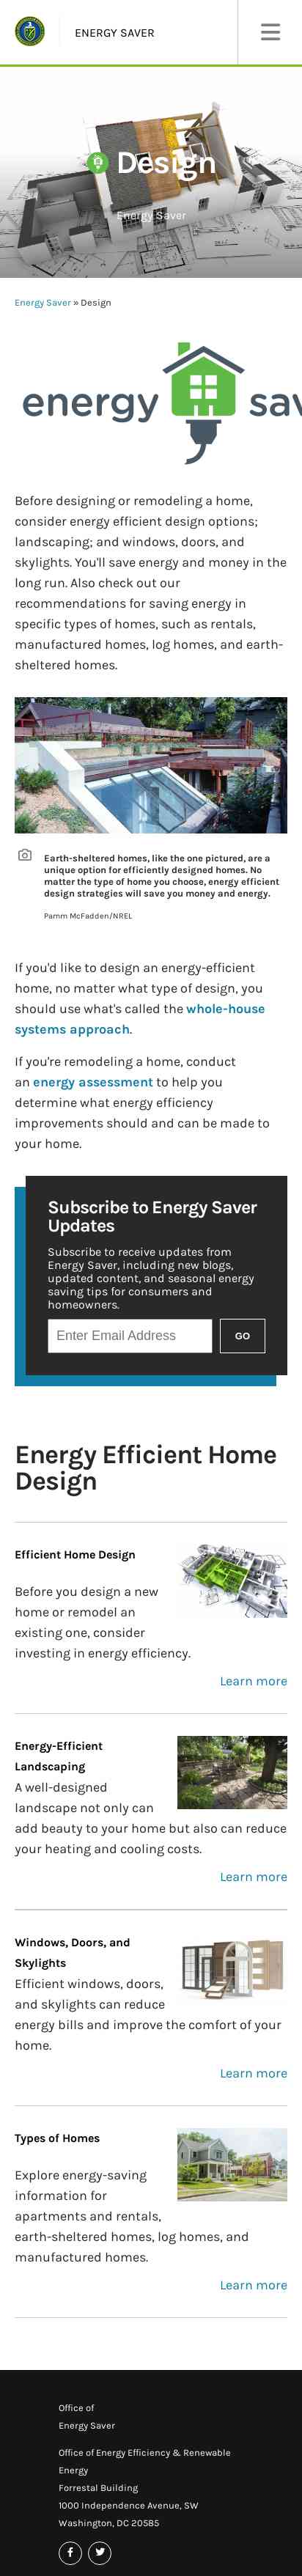 ENERGY SAVER
Design
Energy Saver
Energy Saver » Design
energy sav
Before designing or remodeling a home,
consider energy efficient design options;
landscaping; and windows, doors, and
skylights. You'll save energy and money in the
long run. Also check out our
recommendations for saving energy in
specific types of homes, such as rentals,
manufactured homes, log homes, and earth-
sheltered homes.
Earth-sheltered homes, like the one pictured, are a
unique option for efficiently designed homes. No
matter the type of home you choose, energy efficient
design strategies will save you money and energy.
Pamm McFadden/NREL
If you'd like to design an energy-efficient
home, no matter what type of design, you
should use what's called the whole-house
systems approach.
If you're remodeling a home, conduct
an energy assessment to help you
determine what energy efficiency
improvements should and can be made to
your home.
Subscribe to Energy Saver
Updates
Subscribe to receive updates from
Energy Saver, including new blogs,
updated content, and seasonal energy
saving tips for consumers and
homeowners.
Enter Email Address GO
Energy Efficient Home
Design
Efficient Home Design
Before you design a new
home or remodel an
existing one, consider
investing in energy efficiency.
Learn more
Energy-Efficient
Landscaping
A well-designed
landscape not only can
add beauty to your home but also can reduce
your heating and cooling costs.
Learn more
Windows, Doors, and
Skylights
Efficient windows, doors,
and skylights can reduce
energy bills and improve the comfort of your
home.
Learn more
Types of Homes
Explore energy-saving
information for
apartments and rentals,
earth-sheltered homes, log homes, and
manufactured homes.
Learn more
Office of
Energy Saver
Office of Energy Efficiency & Renewable
Energy
Forrestal Building
1000 Independence Avenue, SW
Washington, DC 20585